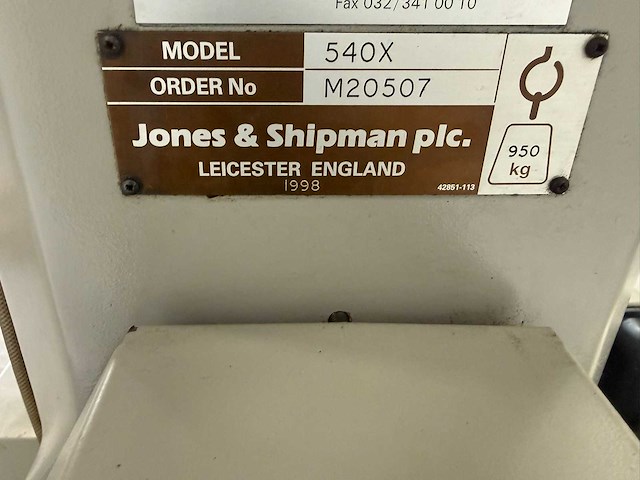 Fax 032/341 00 10
MODEL 540X
ORDER No M20507
Jones & Shipman plc.
LEICESTER ENGLAND
1998
42851-113
950
kg